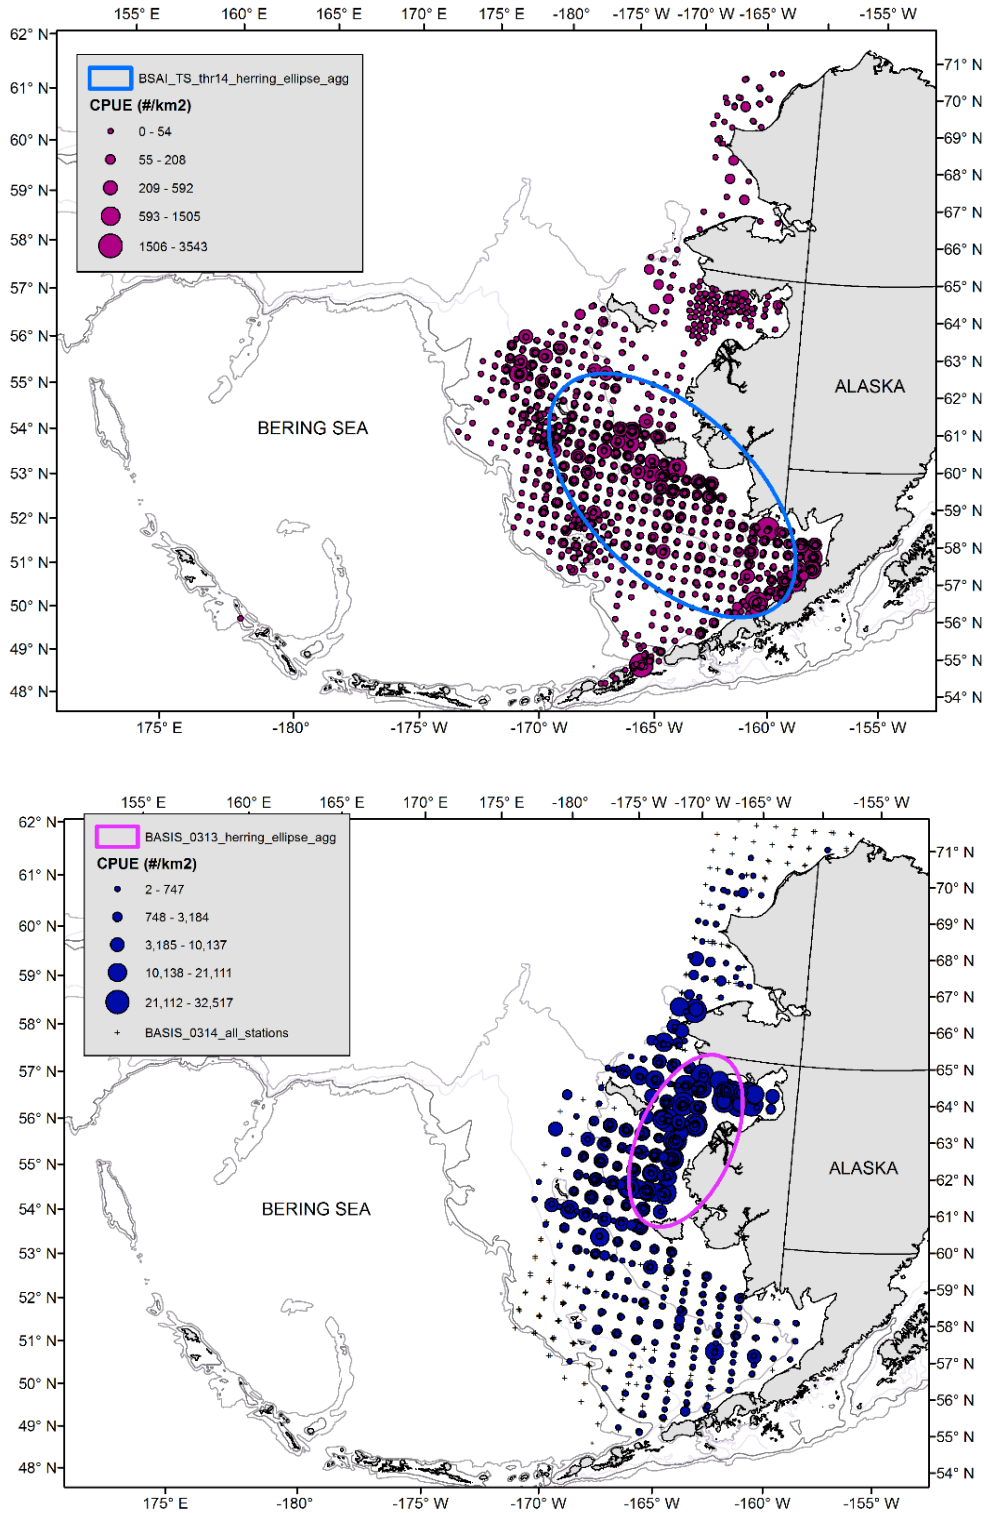 155° E 160° E 165° E 170° E 175° E -180° -175° W -170° W -165° W -155° W
62° N
61° N
60° N
59° N
58° N
57° N
56° N
55° N
54° N
53° N
52° N
51° N
50° N
49° N
48° N
BSAI_TS_thr14_herring_ellipse_agg
CPUE (#/km2)
0 - 54
55 - 208
209 - 592
593 - 1505
1506 - 3543
BERING SEA
ALASKA
71° N
70° N
69° N
68° N
67° N
66° N
65° N
64° N
63° N
62° N
61° N
60° N
59° N
58° N
57° N
56° N
55° N
54° N
175° E -180° -175° W -170° W -165° W -160° W -155° W
155° E 160° E 165° E 170° E 175° E -180° -175° W -170° W -165° W -155° W
62° N
61° N
60° N
59° N
58° N
57° N
56° N
55° N
54° N
53° N
52° N
51° N
50° N
49° N
48° N
BASIS_0313_herring_ellipse_agg
CPUE (#/km2)
2 - 747
748 - 3,184
3,185 - 10,137
10,138 - 21,111
21,112 - 32,517
BASIS_0314_all_stations
BERING SEA
ALASKA
71° N
70° N
69° N
68° N
67° N
66° N
65° N
64° N
63° N
62° N
61° N
60° N
59° N
58° N
57° N
56° N
55° N
54° N
175° E -180° -175° W -170° W -165° W -160° W -155° W